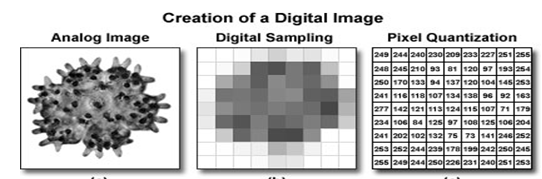 Creation of a Digital Image
Analog Image Digital Sampling Pixel Quantization
249 244 240 230 209 233 227 251 255
248 245 210 93 81 120 97 193 254
250 170 133 94 137 120 104 145 253
241 116 118 107 134 138 96 92 163
277 142 121 113 124 115 107 71 179
234 106 84 125 97 108 125 106 204
241 202 102 132 75 73 141 246 252
253 252 244 239 178 199 242 250 245
255 249 244 250 226 231 240 251 253